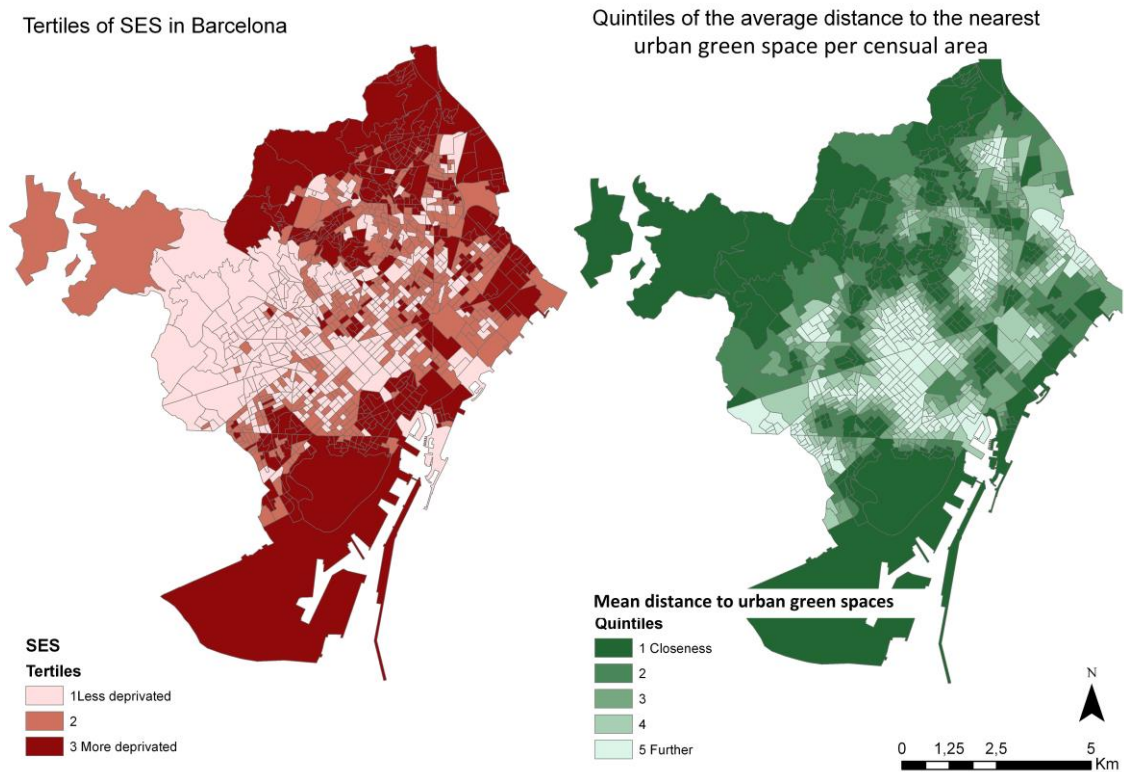 Tertiles of SES in Barcelona
Quintiles of the average distance to the nearest
urban green space per censual area
SES
Tertiles
1Less deprivated
2
3 More deprivated
Mean distance to urban green spaces
Quintiles
1 Closeness
2
3
4
5 Further
N
0 1,25 2,5 5
Km